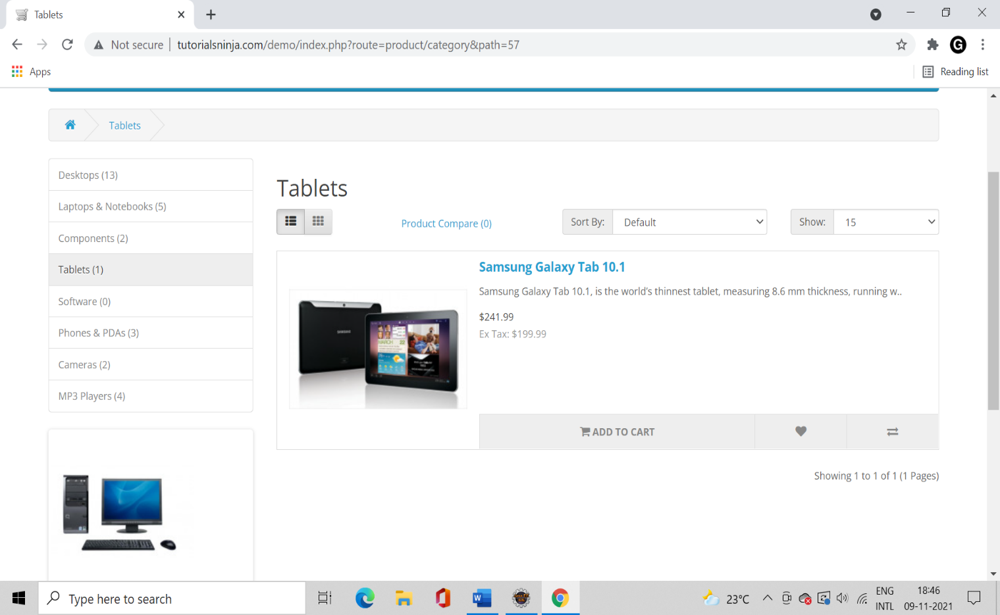 Tablets
Not secure
tutorialsninja.com/demo/index.php?route=product/category&path=57
G
Apps
Reading list
Tablets
Desktops (13)
Laptops & Notebooks (5)
Components (2)
Tablets (1)
Software (0)
Phones & PDAs (3)
Cameras (2)
MP3 Players (4)
Tablets
Product Compare (0)
Sort By:
Default
Show:
15
Samsung Galaxy Tab 10.1
Samsung Galaxy Tab 10.1, is the world's thinnest tablet, measuring 8.6 mm thickness, running w..
$241.99
Ex Tax: $199.99
SAMSUNG
MARCH 22
ADD TO CART
Showing 1 to 1 of 1 (1 Pages)
Type here to search
23°C
ENG
INTL
18:46
09-11-2021